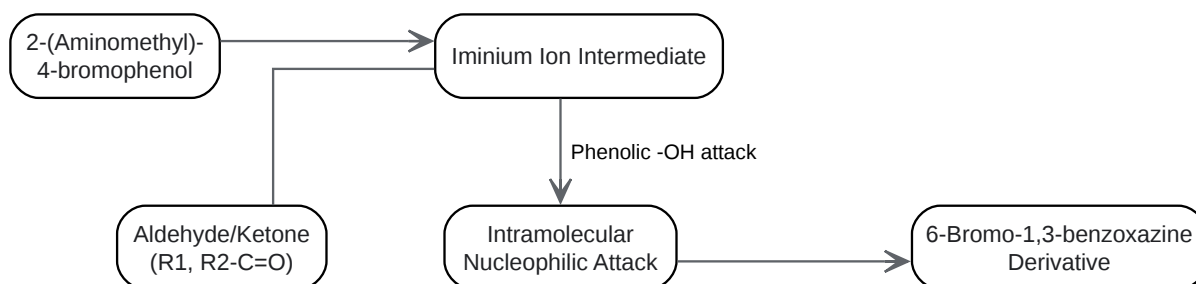 2-(Aminomethyl)-
4-bromophenol
Iminium Ion Intermediate
Phenolic -OH attack
Aldehyde/Ketone
(R1, R2-C=O)
Intramolecular
Nucleophilic Attack
6-Bromo-1,3-benzoxazine
Derivative